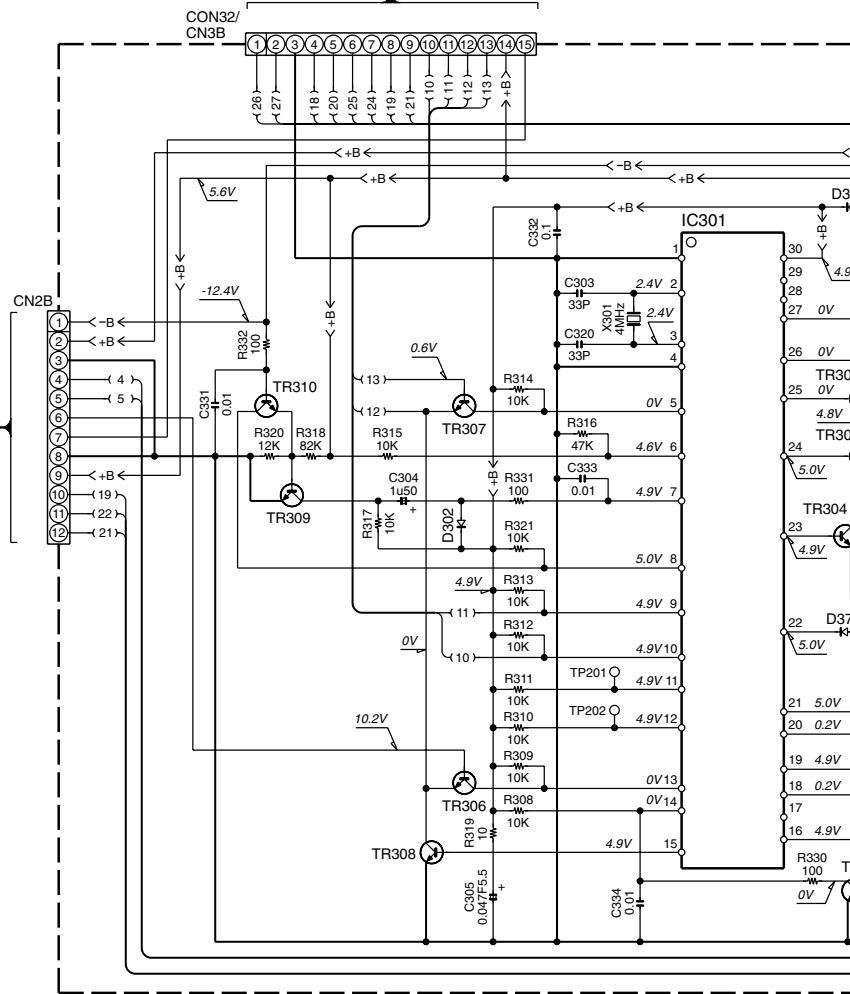 CON32/
CN3B
1 2 3 4 5 6 7 8 9 10 11 12 13 14 15
26 27 18 20 25 24 19 21 10 11 12 13 +B
+B
-B
5.6V
+B
+B
D3
+B
C332
0.1
IC301
+B
+B
4.9
1
30
29
28
27 0V
26 0V
TR30
25 0V
4.8V
TR30
24
5.0V
TR304
23
4.9V
D37
22
5.0V
21 5.0V
20 0.2V
19 4.9V
18 0.2V
17
16 4.9V
CN2B
1 -B
2 +B
3
4 4
5 5
6
7
8
9 +B
10 19
11 22
12 21
-12.4V
+B
R332
100
C303
33P
2.4V 2
X301
4MHz
2.4V
C320
33P
3
4
0.6V
TR310
C331
0.01
13
12
TR307
R314
10K
0V 5
R320
12K
R318
82K
R315
10K
R316
47K
4.6V 6
TR309
C304
1u50
+
+B
R331
100
C333
0.01
4.9V 7
R317
10K
D302
R321
10K
5.0V 8
4.9V
R313
10K
11
4.9V 9
R312
10K
0V
10
4.9V 10
R311
10K
TP201
4.9V 11
R310
10K
TP202
4.9V 12
10.2V
R309
10K
TR306
0V 13
R308
10K
0V 14
R319
10
TR308
4.9V 15
R330
100
T
0V
C305
0.047F5.5
+
C334
0.01